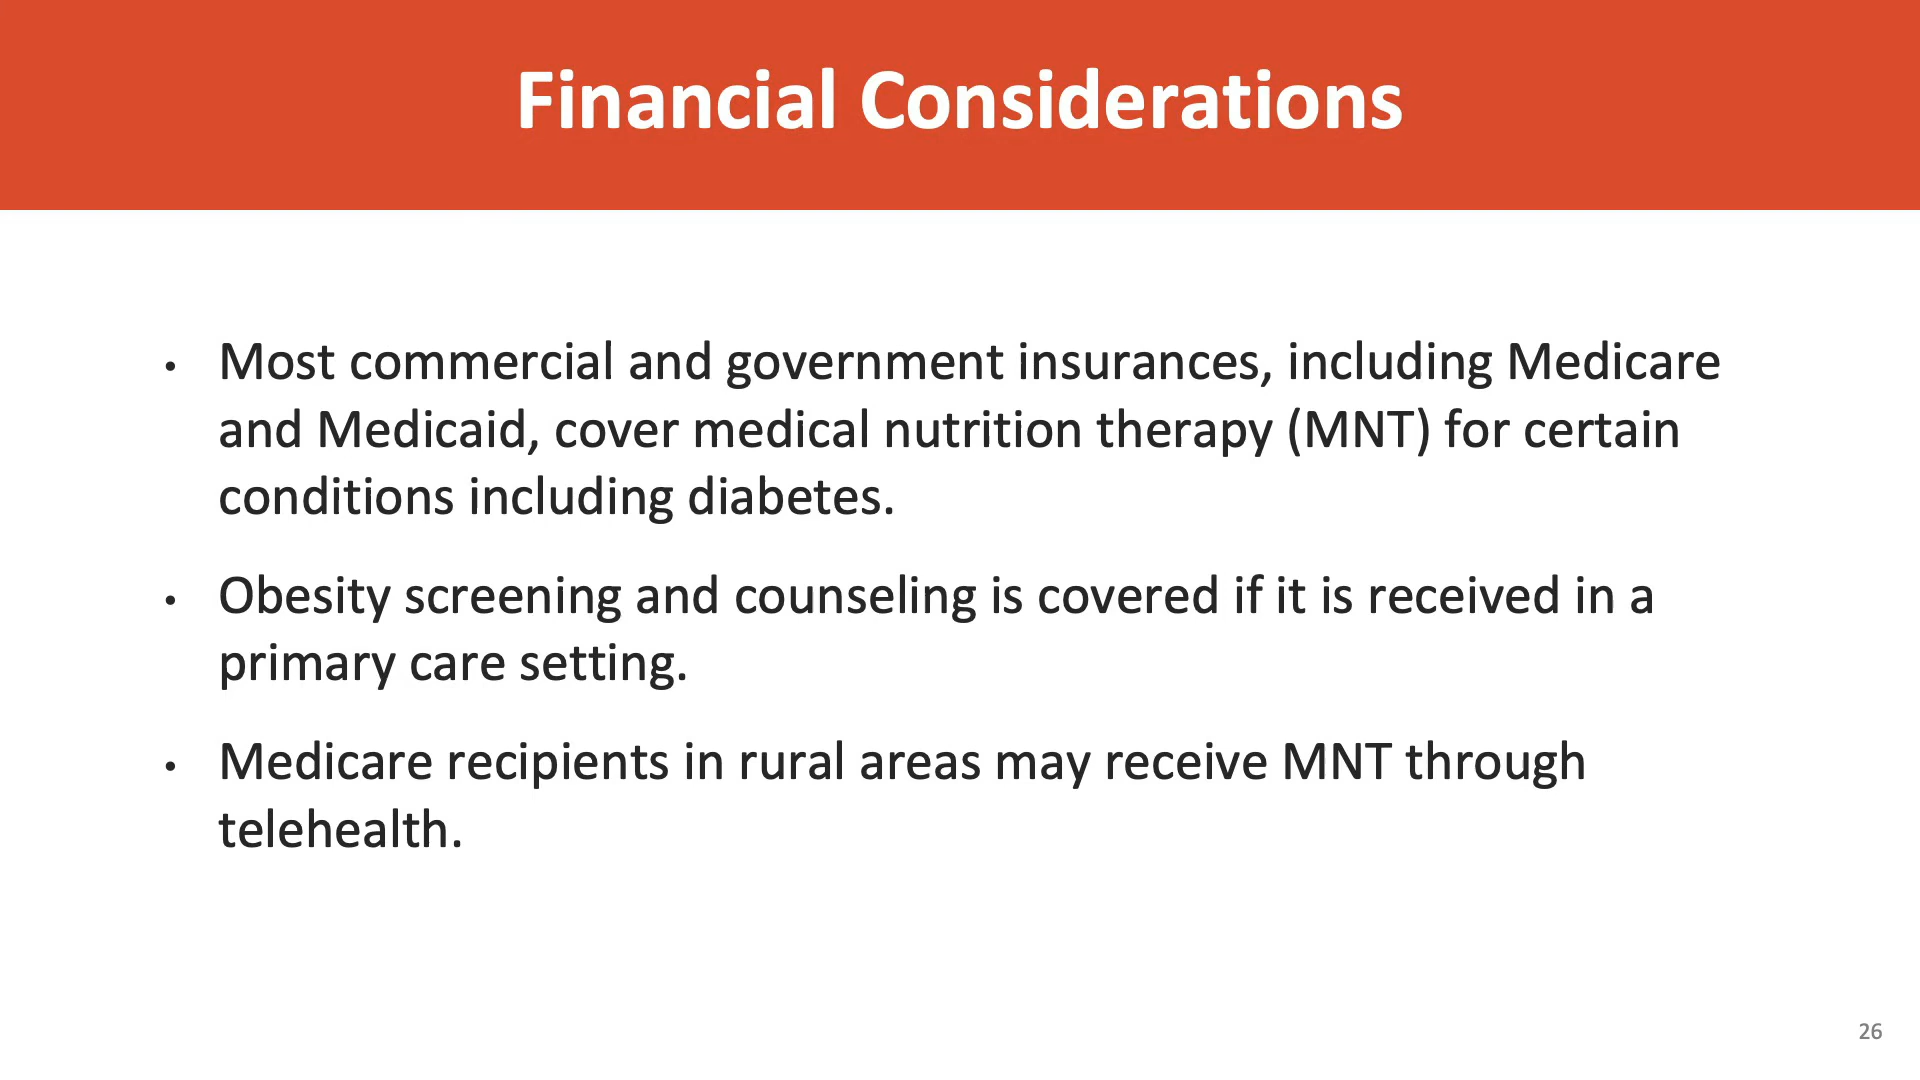 Financial Considerations
• Most commercial and government insurances, including Medicare
and Medicaid, cover medical nutrition therapy (MNT) for certain
conditions including diabetes.
• Obesity screening and counseling is covered if it is received in a
primary care setting.
• Medicare recipients in rural areas may receive MNT through
telehealth.
26